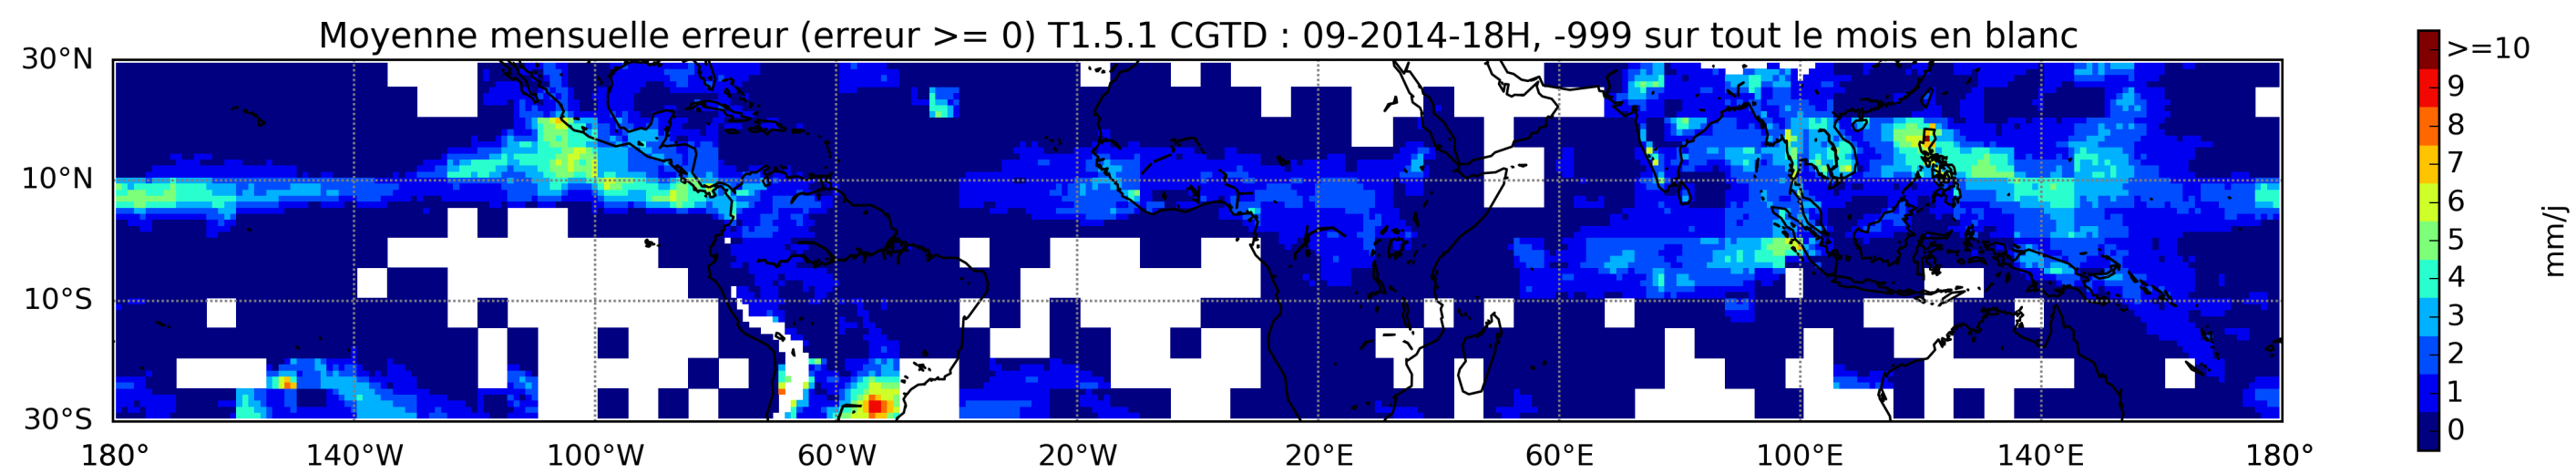 Moyenne mensuelle erreur (erreur >= 0) T1.5.1 CGTD : 09-2014-18H, -999 sur tout le mois en blanc
30°N
10°N
10°S
30°S
180° 140°W 100°W 60°W 20°W 20°E 60°E 100°E 140°E 180°
>=10
9
8
7
6
5
4
3
2
1
0
mm/j